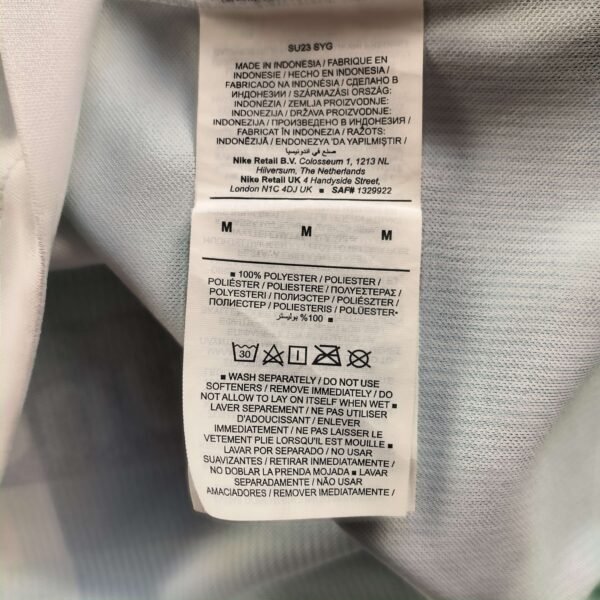 SU23 SYG
MADE IN INDONESIA / FABRIQUE EN
INDONESIE / HECHO EN INDONESIA /
FABRICADO NA INDONÉSIA / СДЕЛАНО В
ИНДОНЕЗИИ / SZÁRMAZÁSI ORSZÁG:
INDONÉZIA / ZEMLJA PROIZVODNJE:
INDONEZIJA / DRŽAVA PROIZVODNJE:
INDONEZIJA / ПРОИЗВЕДЕНО В ИНДОНЕЗИЯ /
FABRICAT ÎN INDONEZIA / RAŽOTS:
INDONĒZIJĀ / ENDONEZYA 'DA YAPILMIŞTIR /
صنع في اندونيسيا
Nike Retail B.V. Colosseum 1, 1213 NL
Hilversum, The Netherlands
Nike Retail UK 4 Handyside Street,
London N1C 4DJ UK ■ SAF# 1329922
M M M
■ 100% POLYESTER / POLIESTER /
POLIÉSTER / POLIESTERE / ΠΟΛΥΕΣΤΕΡΑΣ /
POLYESTERI / ПОЛИЭСТЕР / POLIÉSZTER /
ПОЛИЕСТЕР / POLIESTERIS / POLÜESTER
100% بوليستر ■
30
■ WASH SEPARATELY / DO NOT USE
SOFTENERS / REMOVE IMMEDIATELY / DO
NOT ALLOW TO LAY ON ITSELF WHEN WET ■
LAVER SEPAREMENT / NE PAS UTILISER
D'ADOUCISSANT / ENLEVER
IMMEDIATEMENT / NE PAS LAISSER LE
VETEMENT PLIE LORSQU'IL EST MOUILLE ■
LAVAR POR SEPARADO / NO USAR
SUAVIZANTES / RETIRAR INMEDIATAMENTE /
NO DOBLAR LA PRENDA MOJADA ■ LAVAR
SEPARADAMENTE / NÃO USAR
AMACIADORES / REMOVER IMEDIATAMENTE /